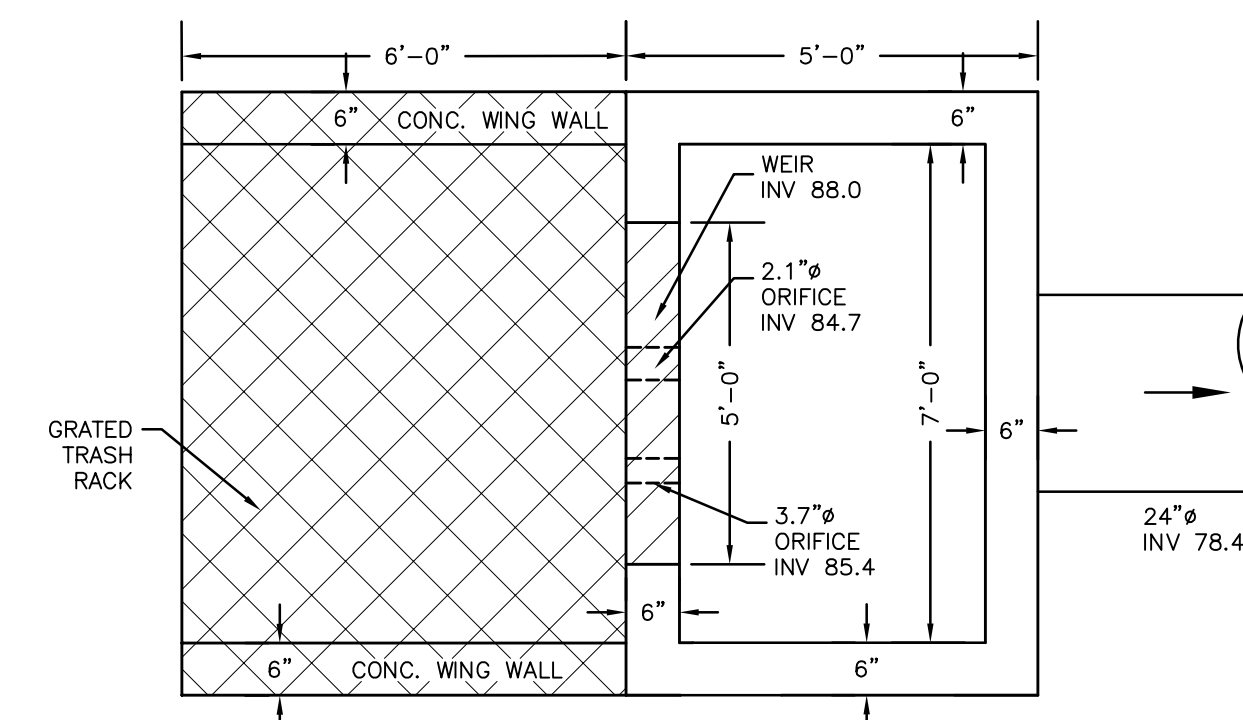 6'-0" 5'-0"
6" CONC. WING WALL 6"
WEIR
INV 88.0
2.1"ø
ORIFICE
INV 84.7
5'-0"
7'-0"
6"
GRATED
TRASH
RACK
3.7"ø
ORIFICE
INV 85.4
24"ø
INV 78.4
6"
6" CONC. WING WALL 6"